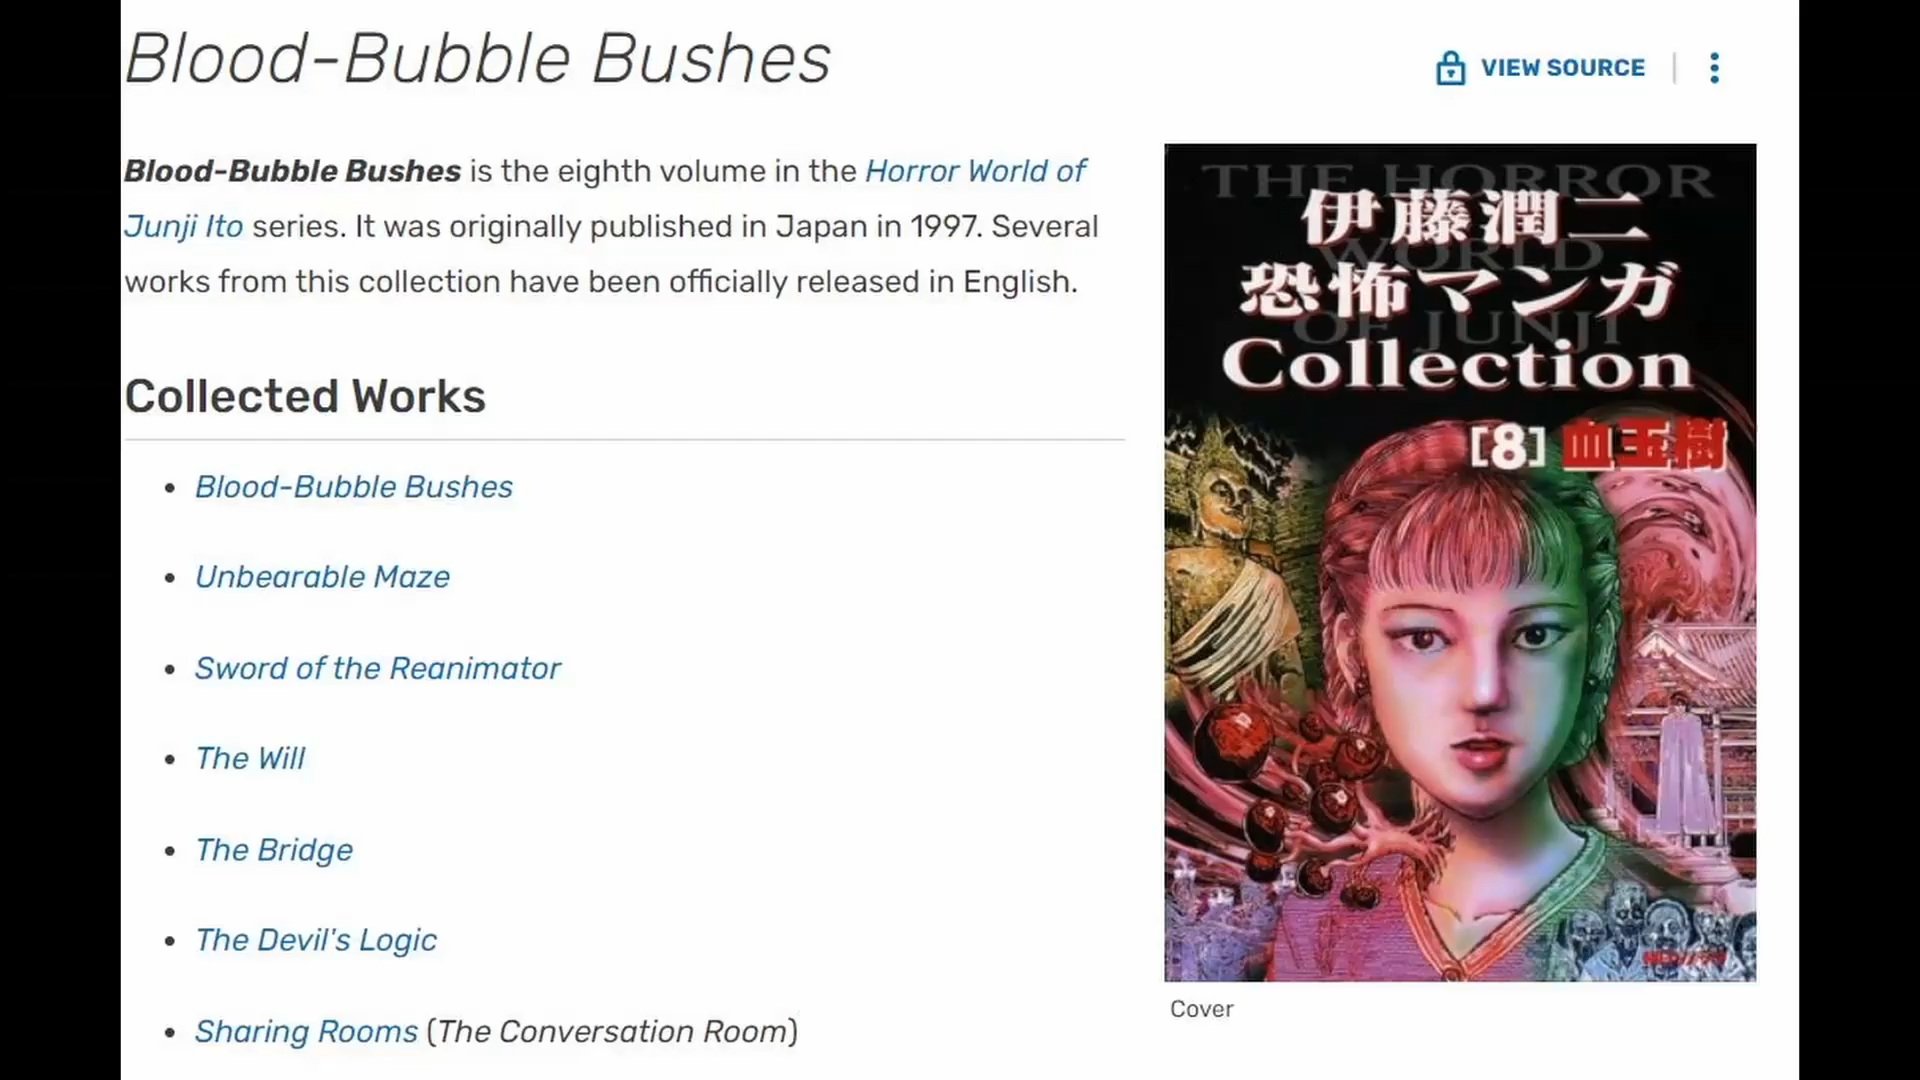 Blood-Bubble Bushes
VIEW SOURCE
Blood-Bubble Bushes is the eighth volume in the Horror World of
Junji Ito series. It was originally published in Japan in 1997. Several
works from this collection have been officially released in English.
Collected Works
Blood-Bubble Bushes
Unbearable Maze
Sword of the Reanimator
The Will
The Bridge
The Devil's Logic
Sharing Rooms (The Conversation Room)
THE HORROR
伊藤潤二
WORLD
恐怖マンガ
OF JUNJI
Collection
[8] 血玉樹
Cover